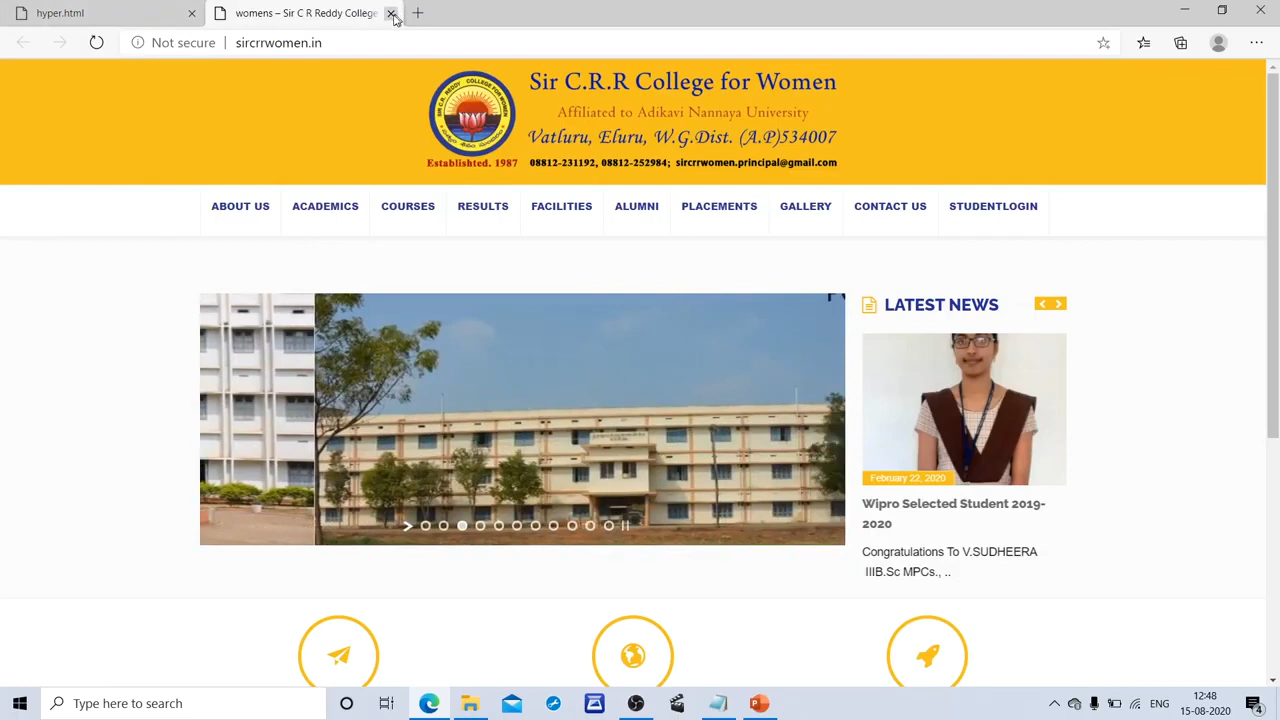 hyper.html
women – Sir C R Reddy College
Not secure | sircrrwomen.in
Sir C.R.R College for Women
Affiliated to Adikavi Nannaya University
Vatluru, Eluru, W.G.Dist. (A.P)534007
Establishted. 1987
08812-231192, 08812-252984; sircrrwomen.principal@gmail.com
ABOUT US ACADEMICS COURSES RESULTS FACILITIES ALUMNI PLACEMENTS GALLERY CONTACT US STUDENTLOGIN
LATEST NEWS
February 22, 2020
Wipro Selected Student 2019-
2020
Congratulations To V.SUDHEERA
IIIB.Sc MPCs., ..
Type here to search
ENG
12:48
15-08-2020
4